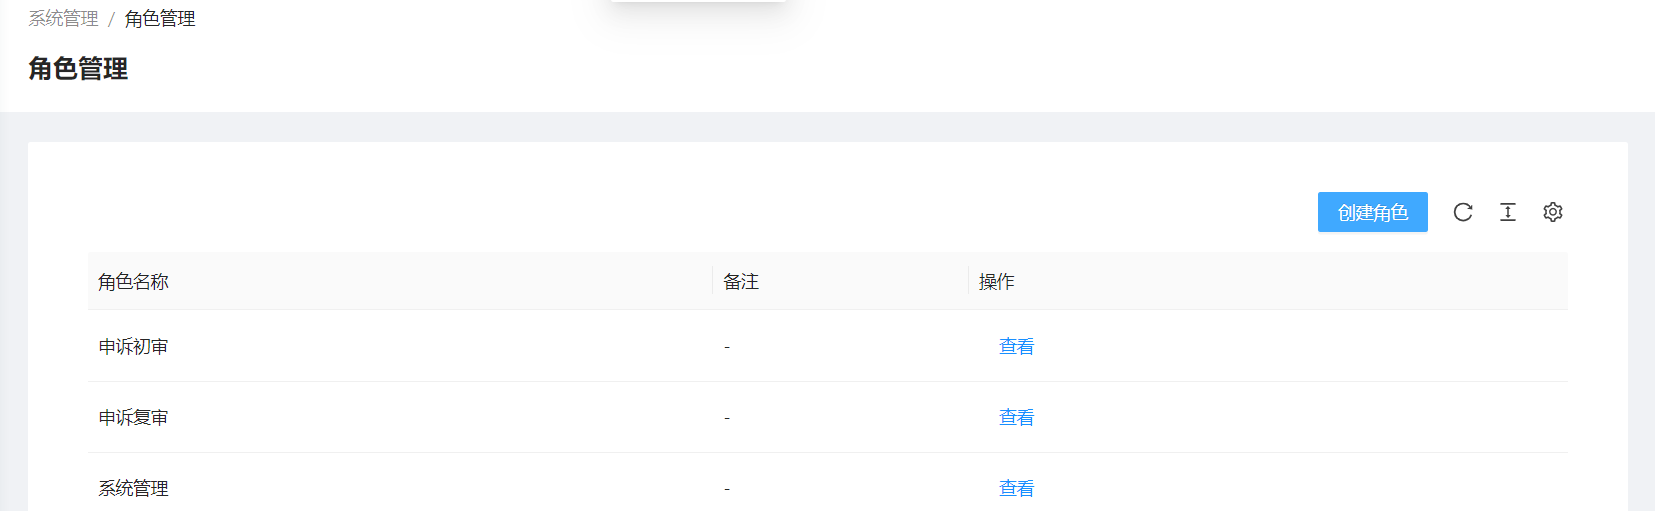 系统管理 / 角色管理
角色管理
创建角色
角色名称 备注 操作
申诉初审 - 查看
申诉复审 - 查看
系统管理 - 查看